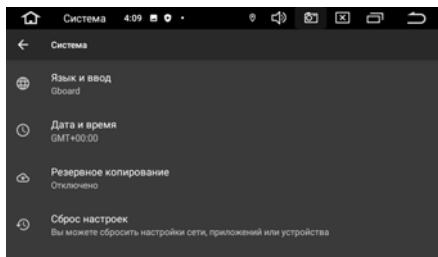 Система 4:09
Система
Язык и ввод
Gboard
Дата и время
GMT+00:00
Резервное копирование
Отключено
Сброс настроек
Вы можете сбросить настройки сети, приложений или устройства